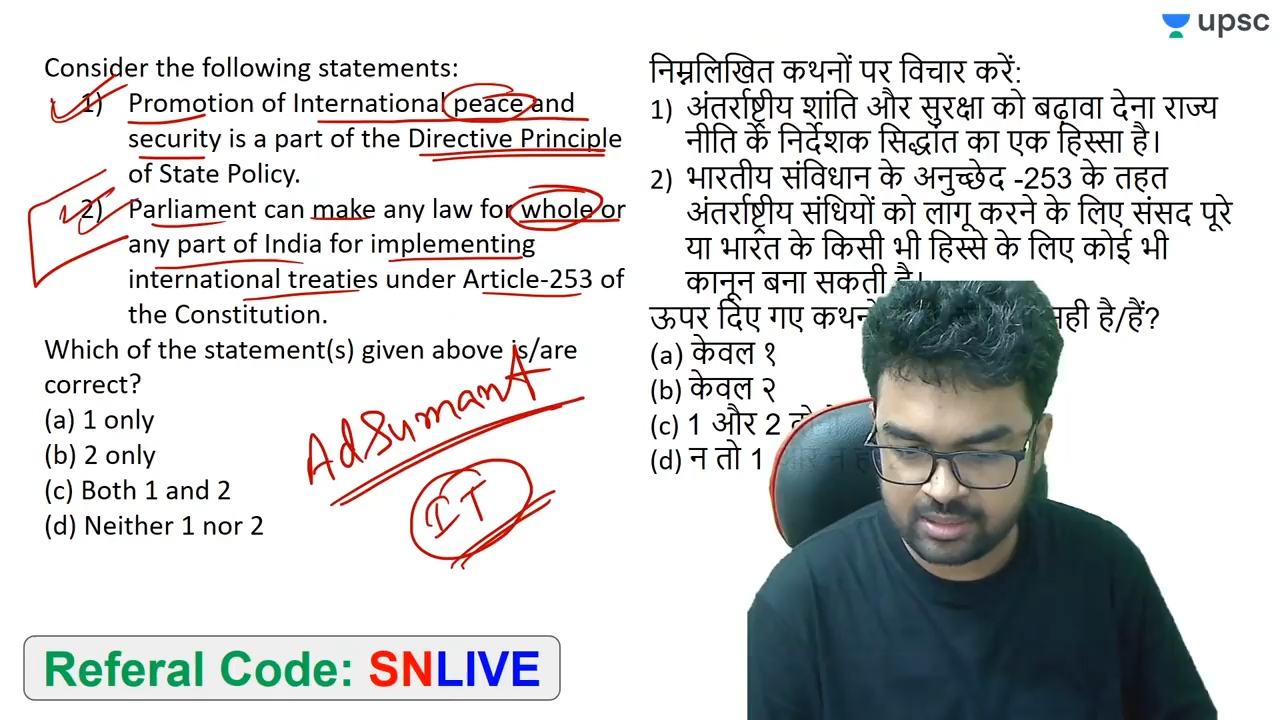 upsc
Consider the following statements:
1) Promotion of International peace and
security is a part of the Directive Principle
of State Policy.
2) Parliament can make any law for whole or
any part of India for implementing
international treaties under Article-253 of
the Constitution.
Which of the statement(s) given above is/are
correct?
(a) 1 only
(b) 2 only
(c) Both 1 and 2
(d) Neither 1 nor 2
AdSumanA
IT
Referal Code: SNLIVE
निम्नलिखित कथनों पर विचार करें:
1) अंतर्राष्ट्रीय शांति और सुरक्षा को बढ़ावा देना राज्य
नीति के निर्देशक सिद्धांत का एक हिस्सा है।
2) भारतीय संविधान के अनुच्छेद -253 के तहत
अंतर्राष्ट्रीय संधियों को लागू करने के लिए संसद पूरे
या भारत के किसी भी हिस्से के लिए कोई भी
कानून बना सकती है।
ऊपर दिए गए सही है/हैं?
(a) केवल १
(b) केवल २
(c) 1 और 2
(d) न तो 1